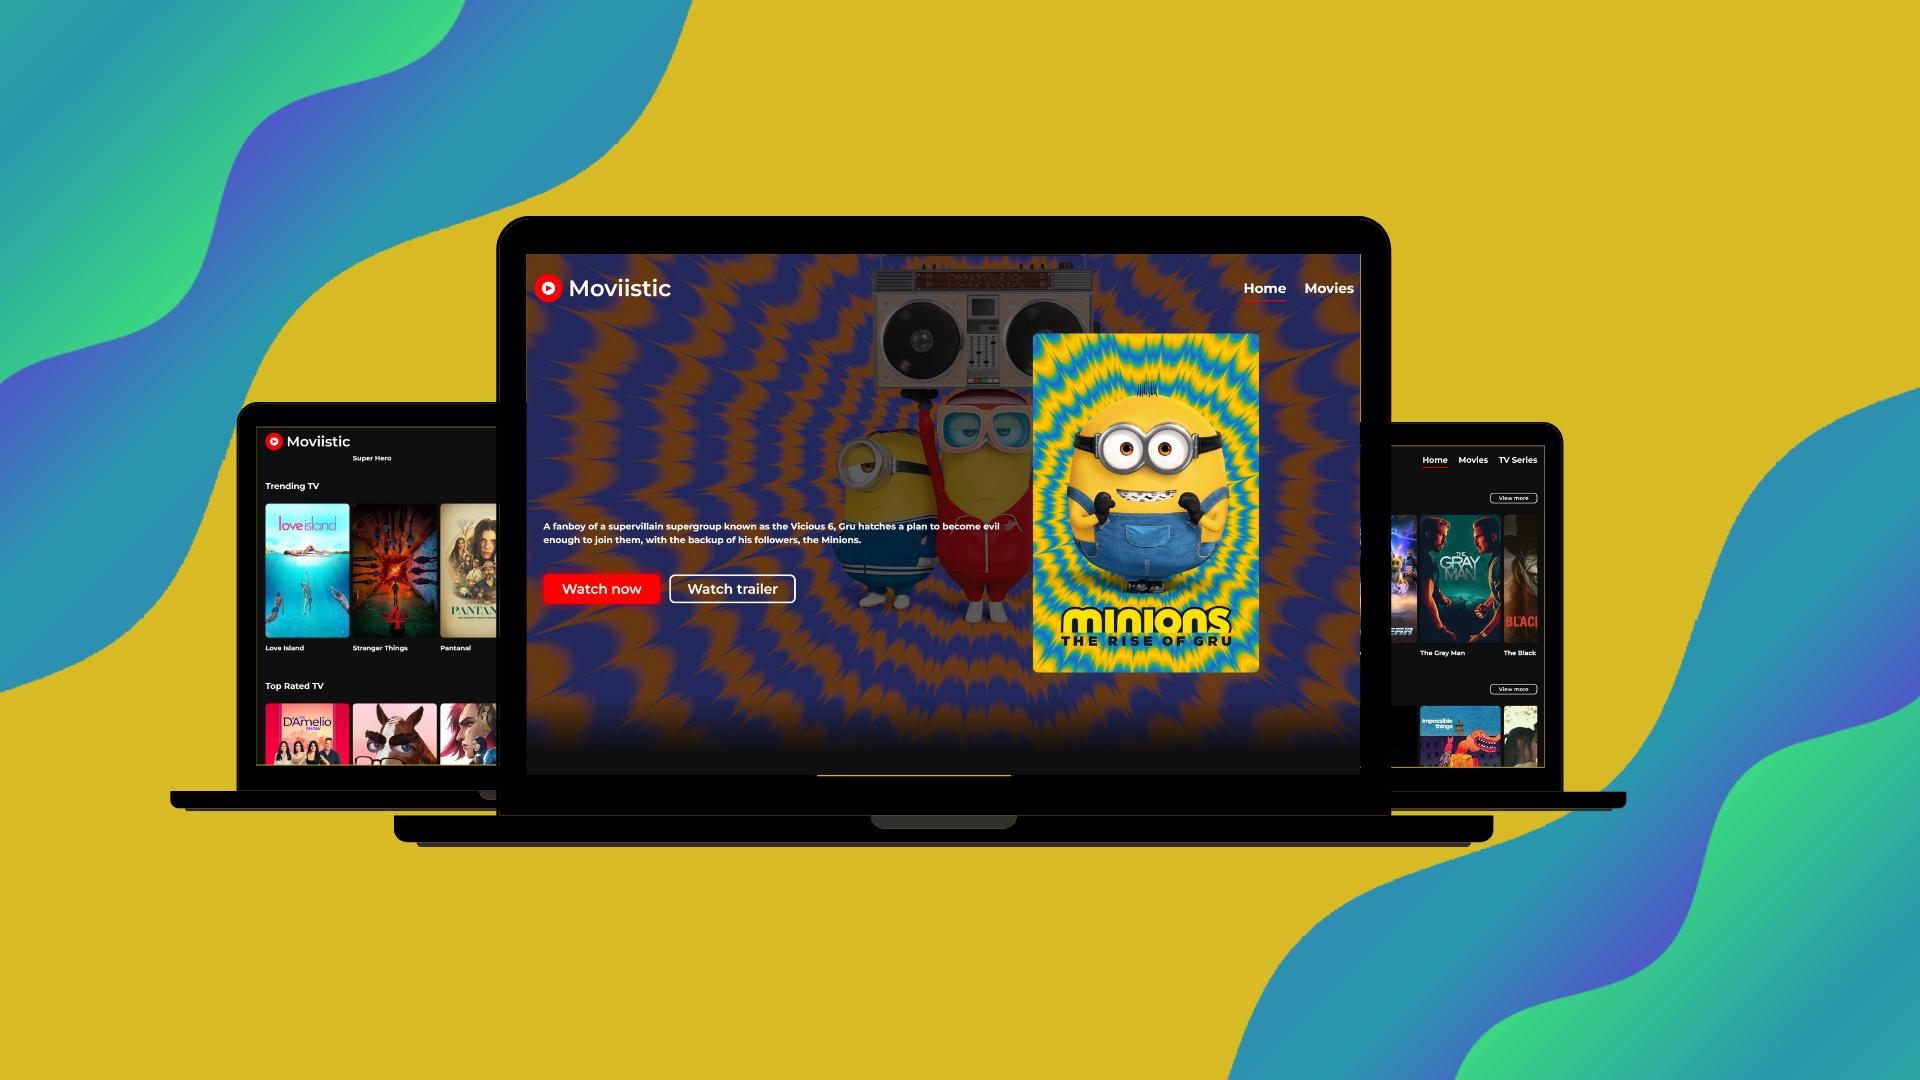 Moviistic
Home Movies
A fanboy of a supervillain supergroup known as the Vicious 6, Gru hatches a plan to become evil
enough to join them, with the backup of his followers, the Minions.
Watch now Watch trailer
minions
THE RISE OF GRU
Moviistic
Super Hero
Trending TV
love island
PANTAN
Love Island Stranger Things Pantanal
Top Rated TV
D'Amelio
SHOW
Home Movies TV Series
View more
THE
GRAY
MAN
BLAC
The Gray Man The Black
View more
impossible
things